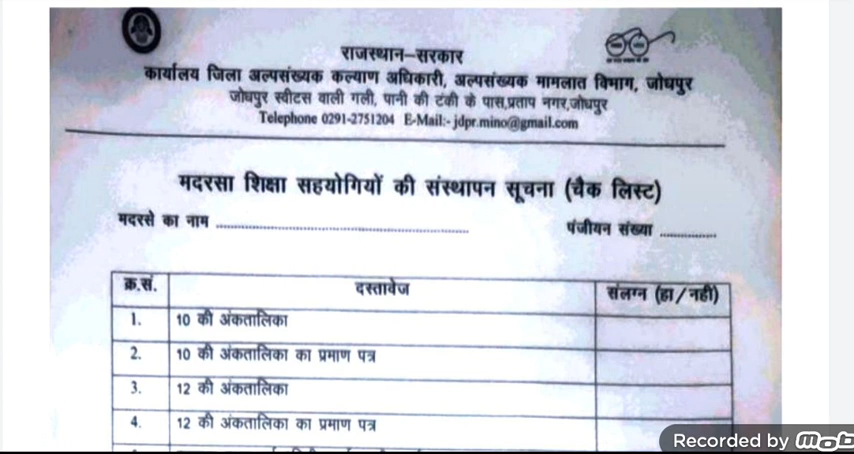 राजस्थान–सरकार
कार्यालय जिला अल्पसंख्यक कल्याण अधिकारी, अल्पसंख्यक मामलात विभाग, जोधपुर
जोधपुर स्वीटस वाली गली, पानी की टंकी के पास,प्रताप नगर,जोधपुर
Telephone 0291-2751204 E-Mail:- jdpr.mino@gmail.com
मदरसा शिक्षा सहयोगियों की संस्थापन सूचना (चैक लिस्ट)
मदरसे का नाम ........................................ पंजीयन संख्या ............
क्र.सं. दस्तावेज संलग्न (हा/नही)
1. 10 की अंकतालिका
2. 10 की अंकतालिका का प्रमाण पत्र
3. 12 की अंकतालिका
4. 12 की अंकतालिका का प्रमाण पत्र
Recorded by